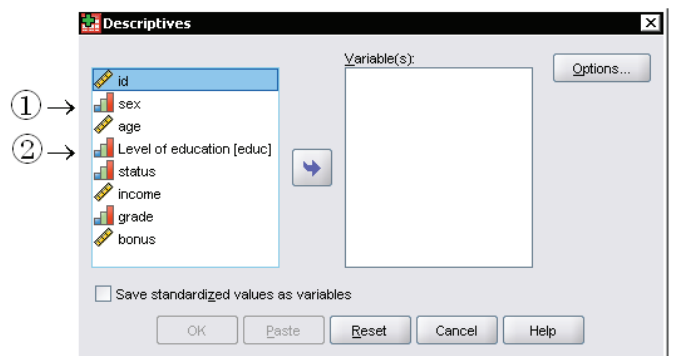 Descriptives
Variable(s):
Options...
id
① → sex
age
② → Level of education [educ]
status
income
grade
bonus
Save standardized values as variables
OK Paste Reset Cancel Help